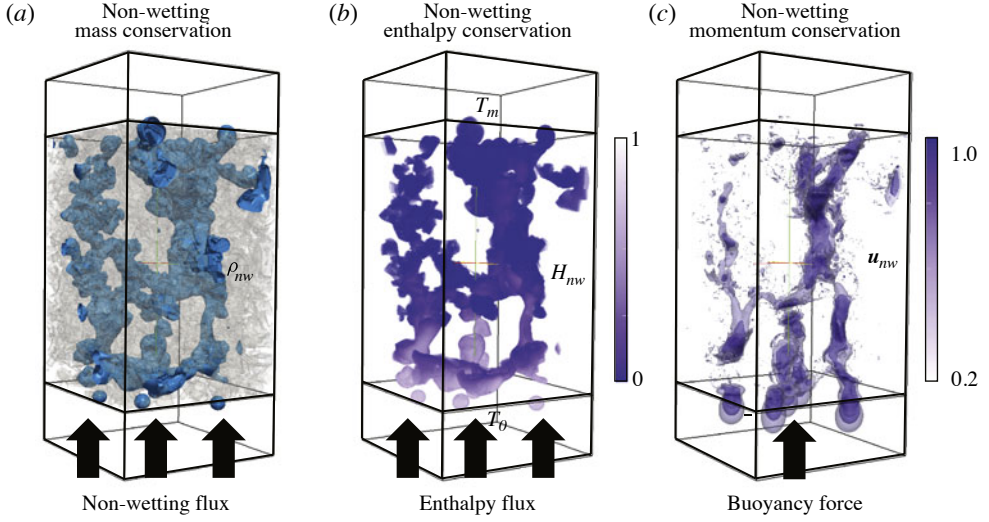 (a)
Non-wetting
mass conservation
ρnw
Non-wetting flux
(b)
Non-wetting
enthalpy conservation
Tm
Hnw
T0
1
0
Enthalpy flux
(c)
Non-wetting
momentum conservation
unw
1.0
0.2
Buoyancy force